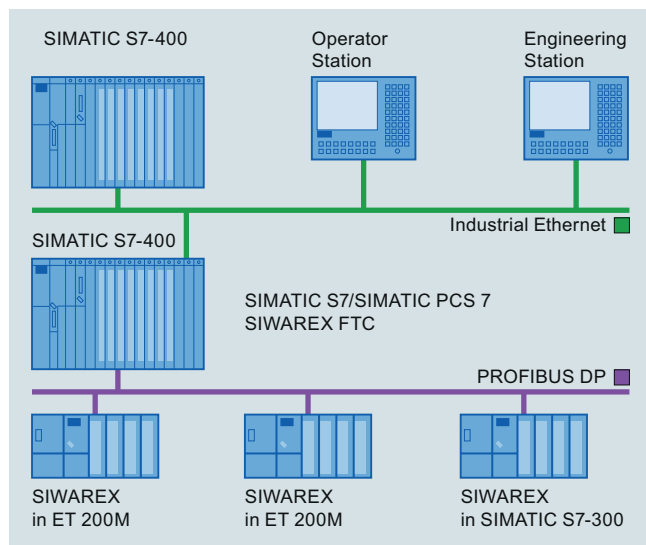 SIMATIC S7-400
Operator
Station
Engineering
Station
Industrial Ethernet
SIMATIC S7-400
SIMATIC S7/SIMATIC PCS 7
SIWAREX FTC
PROFIBUS DP
SIWAREX
in ET 200M
SIWAREX
in ET 200M
SIWAREX
in SIMATIC S7-300